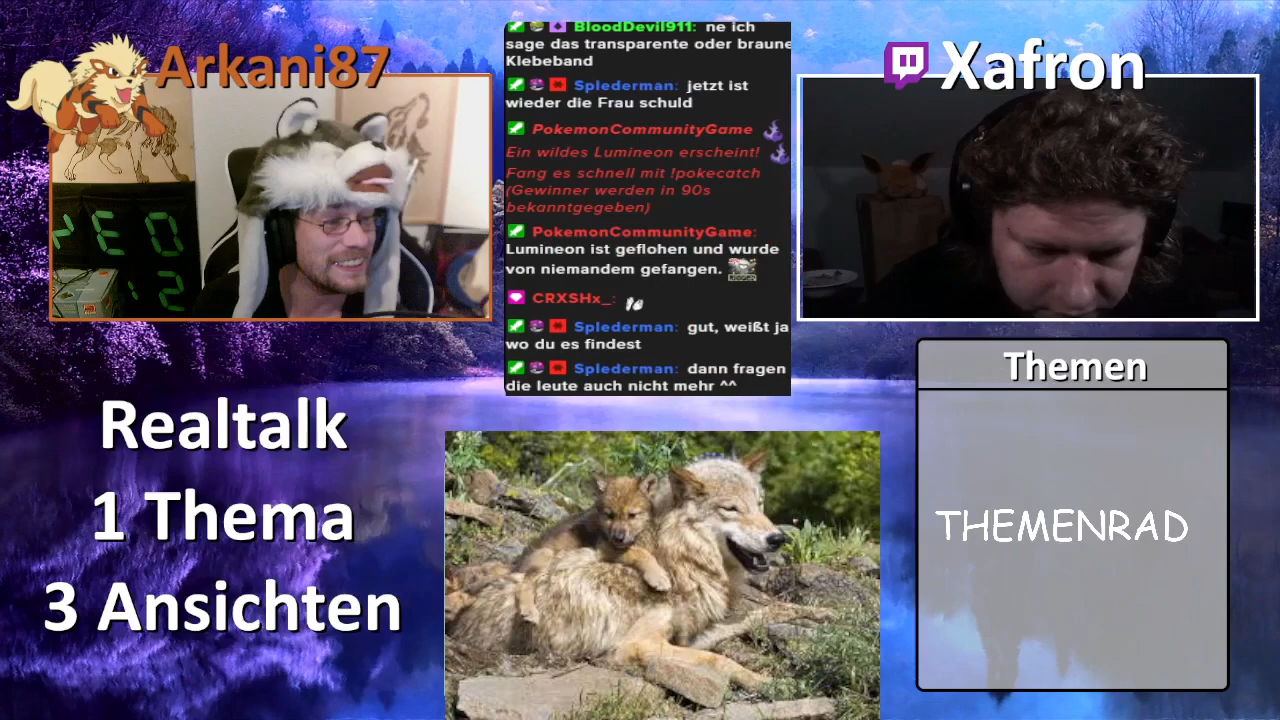 Arkani87
BloodDevil911: ne ich
sage das transparente oder braune
Klebeband
Splederman: jetzt ist
wieder die Frau schuld
PokemonCommunityGame
Ein wildes Lumineon erscheint!
Fang es schnell mit !pokecatch
(Gewinner werden in 90s
bekanntgegeben)
PokemonCommunityGame:
Lumineon ist geflohen und wurde
von niemandem gefangen.
CRXSHx_:
Splederman: gut, weißt ja
wo du es findest
Splederman: dann fragen
die leute auch nicht mehr ^^
Xafron
Realtalk
1 Thema
3 Ansichten
Themen
THEMENRAD